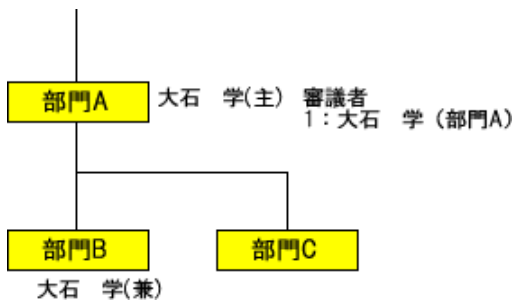 部門A 大石　学(主) 審議者
1：大石　学（部門A）
部門B 部門C
大石　学(兼)